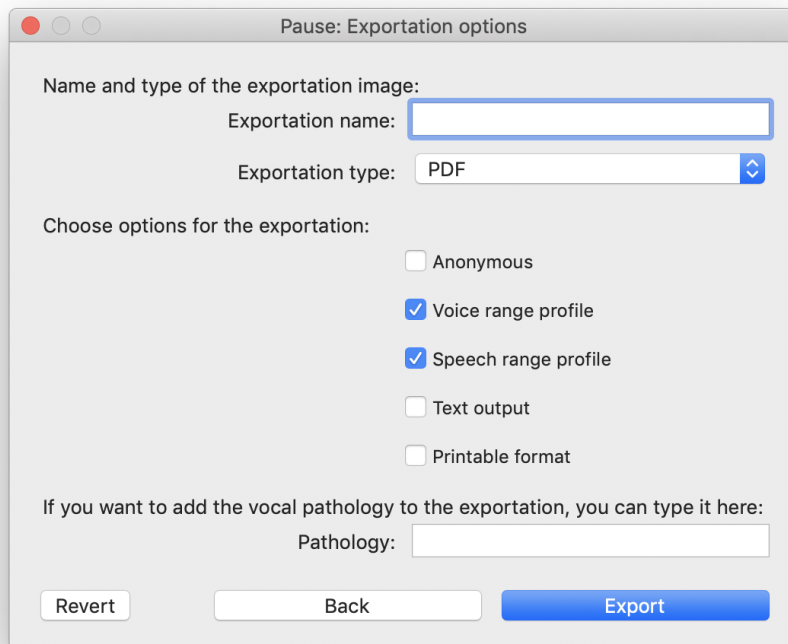 Pause: Exportation options
Name and type of the exportation image:
Exportation name:
Exportation type: PDF
Choose options for the exportation:
Anonymous
Voice range profile
Speech range profile
Text output
Printable format
If you want to add the vocal pathology to the exportation, you can type it here:
Pathology:
Revert Back Export